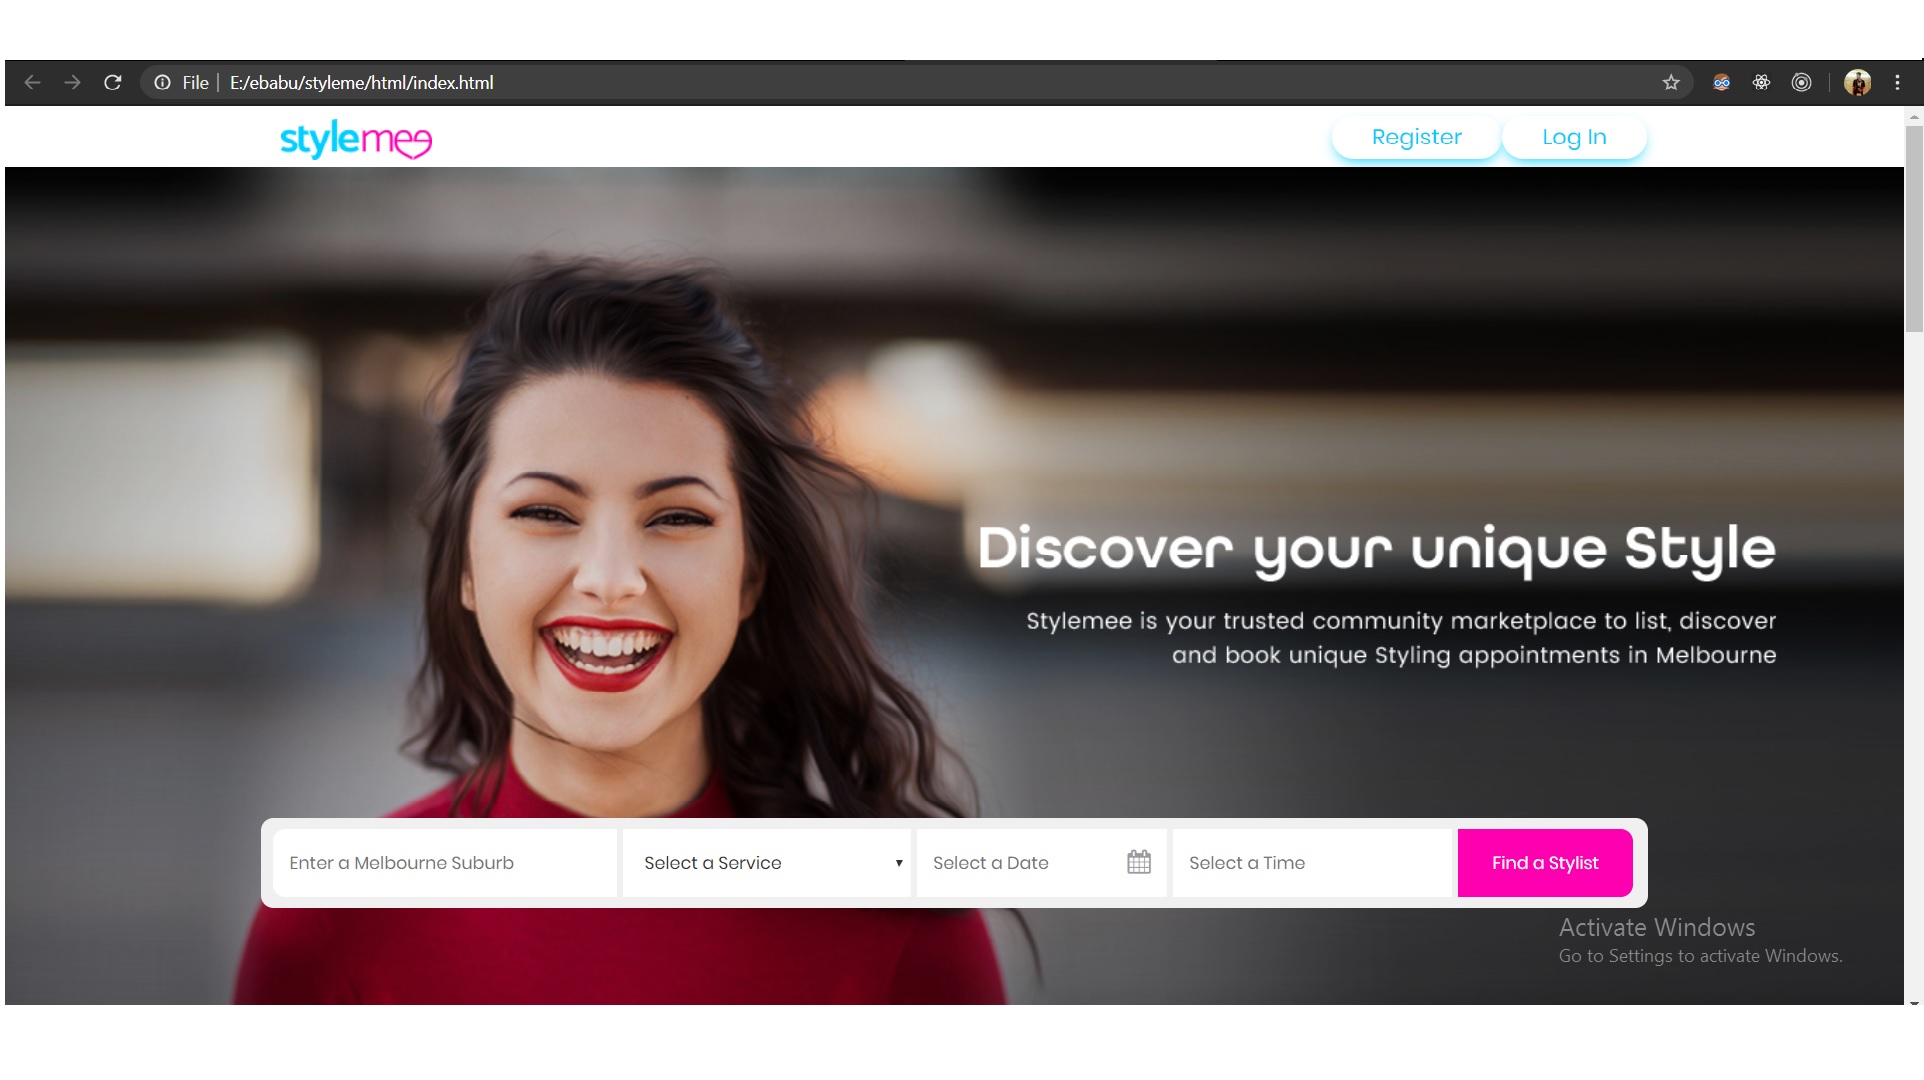 File | E:/ebabu/styleme/html/index.html
stylemee
Register
Log In
Discover your unique Style
Stylemee is your trusted community marketplace to list, discover
and book unique Styling appointments in Melbourne
Enter a Melbourne Suburb
Select a Service
Select a Date
Select a Time
Find a Stylist
Activate Windows
Go to Settings to activate Windows.